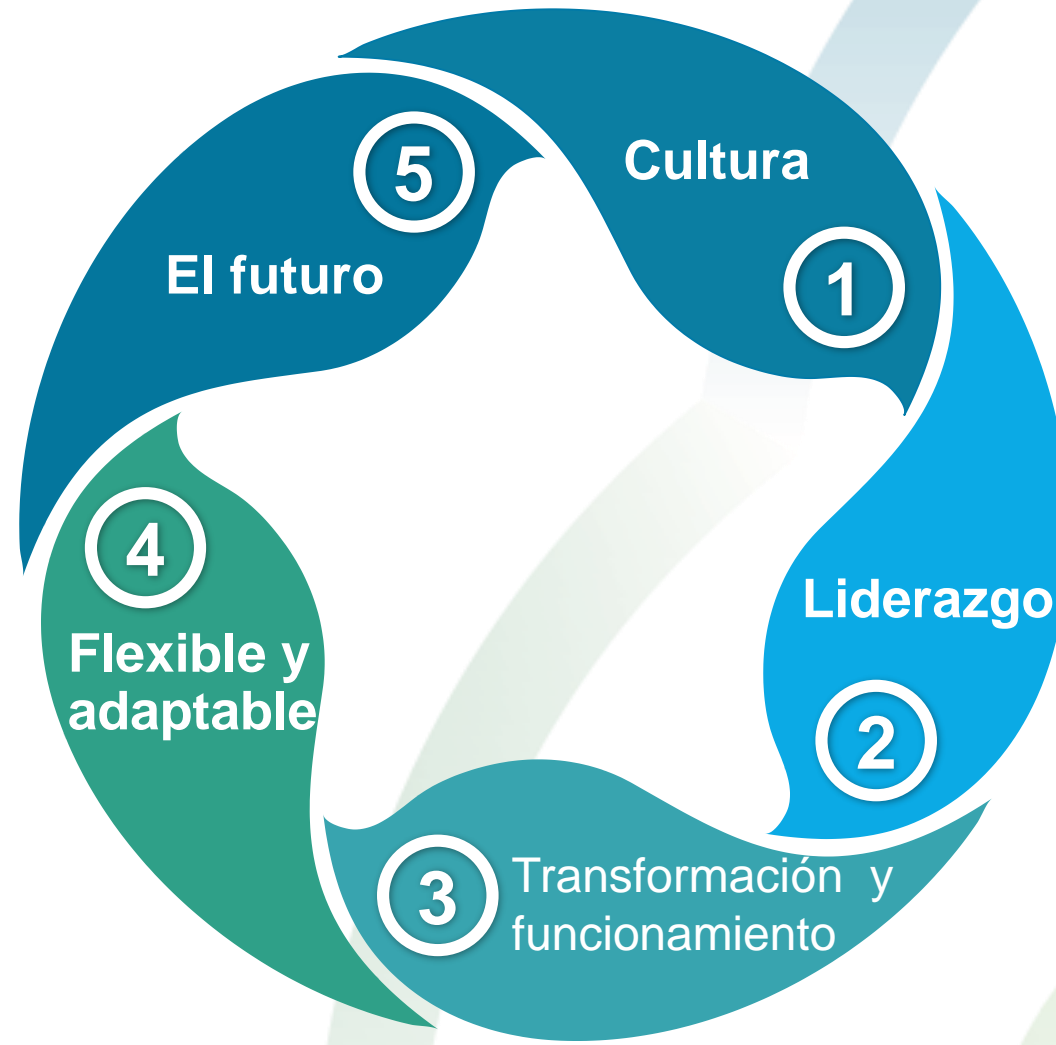 Cultura
1
Liderazgo
2
3
Transformación y
funcionamiento
4
Flexible y
adaptable
5
El futuro